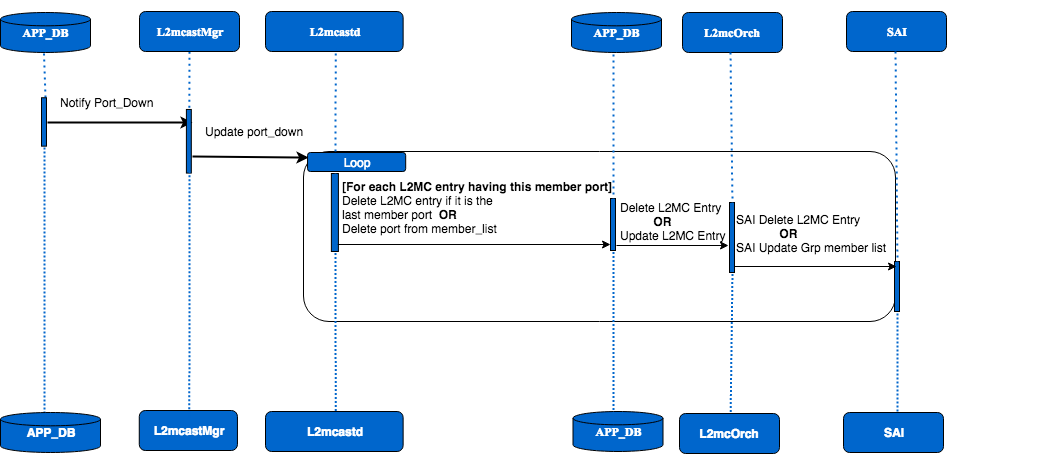 APP_DB
L2mcastMgr
L2mcastd
APP_DB
L2mcOrch
SAI
Notify Port_Down
Update port_down
Loop
[For each L2MC entry having this member port]
Delete L2MC entry if it is the
last member port OR
Delete port from member_list
Delete L2MC Entry
OR
Update L2MC Entry
SAI Delete L2MC Entry
OR
SAI Update Grp member list
APP_DB
L2mcastMgr
L2mcastd
APP_DB
L2mcOrch
SAI